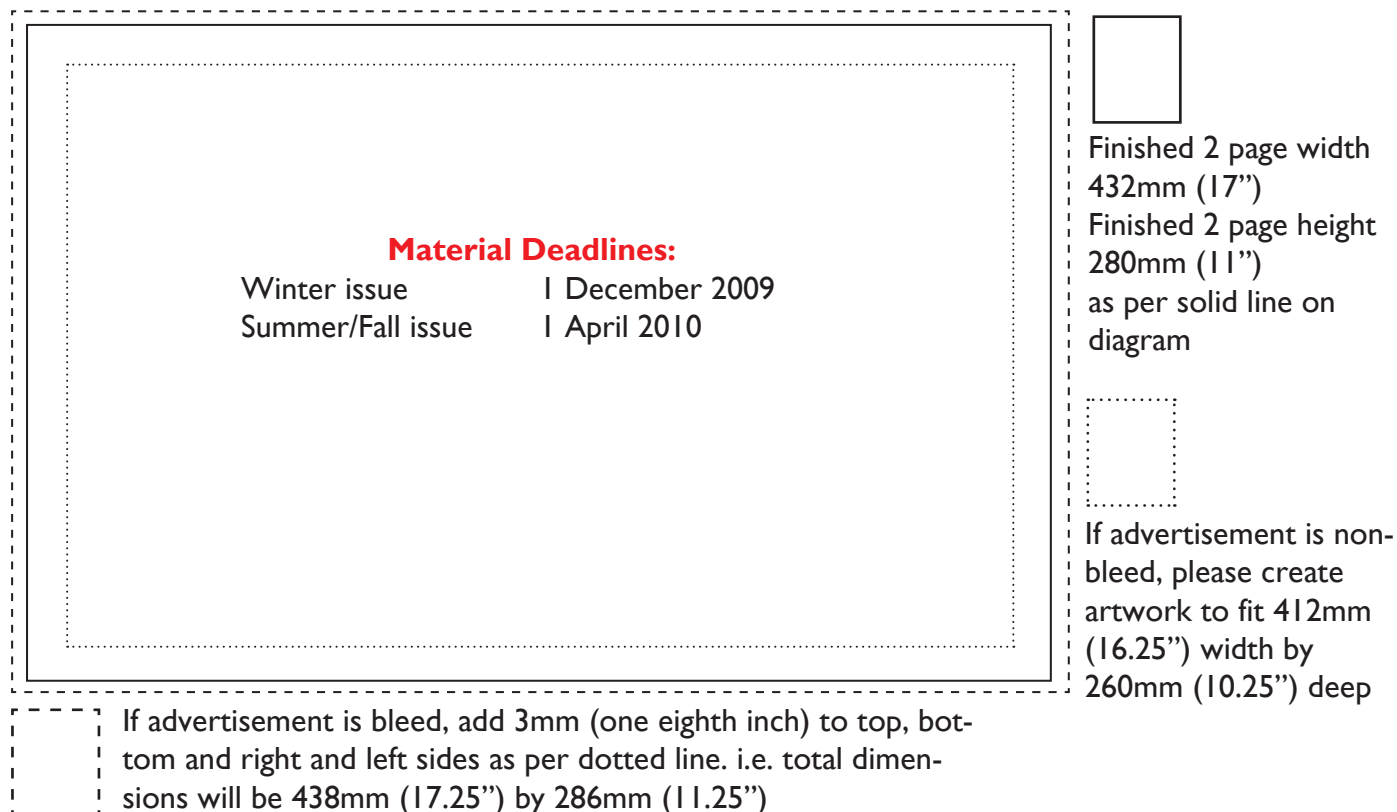 Material Deadlines:
Winter issue 1 December 2009
Summer/Fall issue 1 April 2010
Finished 2 page width
432mm (17”)
Finished 2 page height
280mm (11”)
as per solid line on
diagram
If advertisement is non-
bleed, please create
artwork to fit 412mm
(16.25”) width by
260mm (10.25”) deep
If advertisement is bleed, add 3mm (one eighth inch) to top, bot-
tom and right and left sides as per dotted line. i.e. total dimen-
sions will be 438mm (17.25”) by 286mm (11.25”)